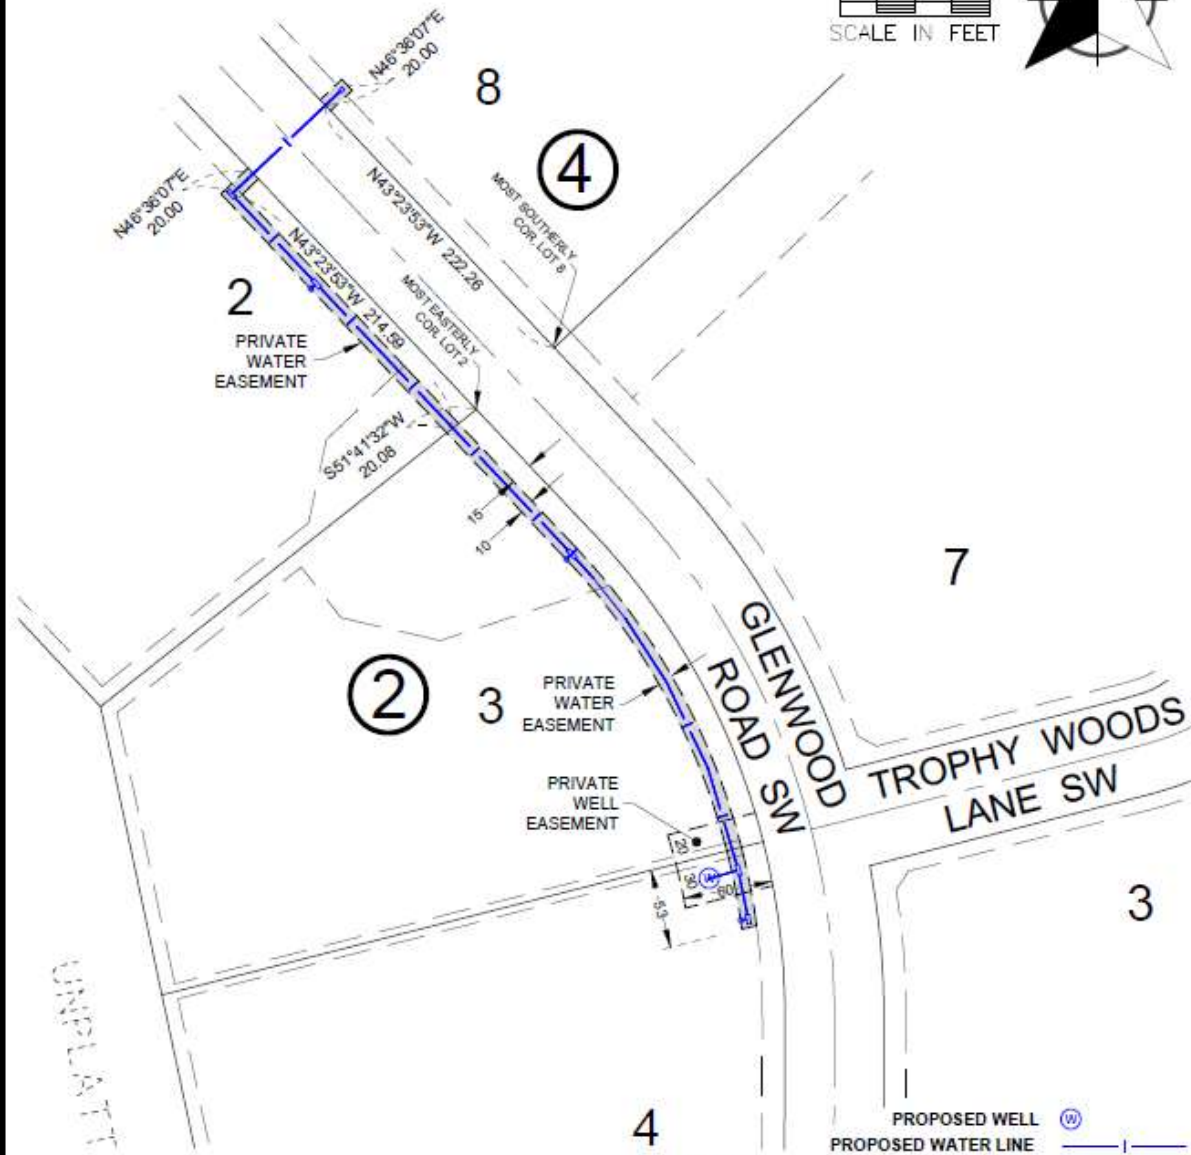 SCALE IN FEET
N46°36'07"E
20.00
8
4
N46°36'07"E
20.00
N43°23'53"W 222.26
MOST SOUTHERLY
COR. LOT 8
N43°23'53"W 214.59
MOST EASTERLY
COR. LOT 2
2
PRIVATE
WATER
EASEMENT
S51°41'32"W
20.08
15
10
7
GLENWOOD
ROAD SW
2
3
PRIVATE
WATER
EASEMENT
TROPHY WOODS
LANE SW
PRIVATE
WELL
EASEMENT
20
30
W
60
53
3
UNPLATT
4
PROPOSED WELL W
PROPOSED WATER LINE